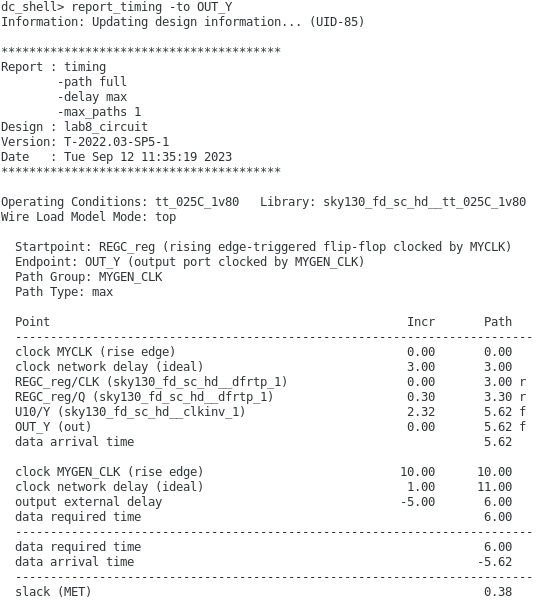 dc_shell> report_timing -to OUT_Y
Information: Updating design information... (UID-85)

****************************************
Report : timing
        -path full
        -delay max
        -max_paths 1
Design : lab8_circuit
Version: T-2022.03-SP5-1
Date   : Tue Sep 12 11:35:19 2023
****************************************

Operating Conditions: tt_025C_1v80   Library: sky130_fd_sc_hd__tt_025C_1v80
Wire Load Model Mode: top

  Startpoint: REGC_reg (rising edge-triggered flip-flop clocked by MYCLK)
  Endpoint: OUT_Y (output port clocked by MYGEN_CLK)
  Path Group: MYGEN_CLK
  Path Type: max

  Point                                                   Incr       Path
  --------------------------------------------------------------------------
  clock MYCLK (rise edge)                                 0.00       0.00
  clock network delay (ideal)                             3.00       3.00
  REGC_reg/CLK (sky130_fd_sc_hd__dfrtp_1)                 0.00       3.00 r
  REGC_reg/Q (sky130_fd_sc_hd__dfrtp_1)                   0.30       3.30 r
  U10/Y (sky130_fd_sc_hd__clkinv_1)                       2.32       5.62 f
  OUT_Y (out)                                             0.00       5.62 f
  data arrival time                                                  5.62

  clock MYGEN_CLK (rise edge)                            10.00      10.00
  clock network delay (ideal)                             1.00      11.00
  output external delay                                  -5.00       6.00
  data required time                                                 6.00
  --------------------------------------------------------------------------
  data required time                                                 6.00
  data arrival time                                                 -5.62
  --------------------------------------------------------------------------
  slack (MET)                                                        0.38